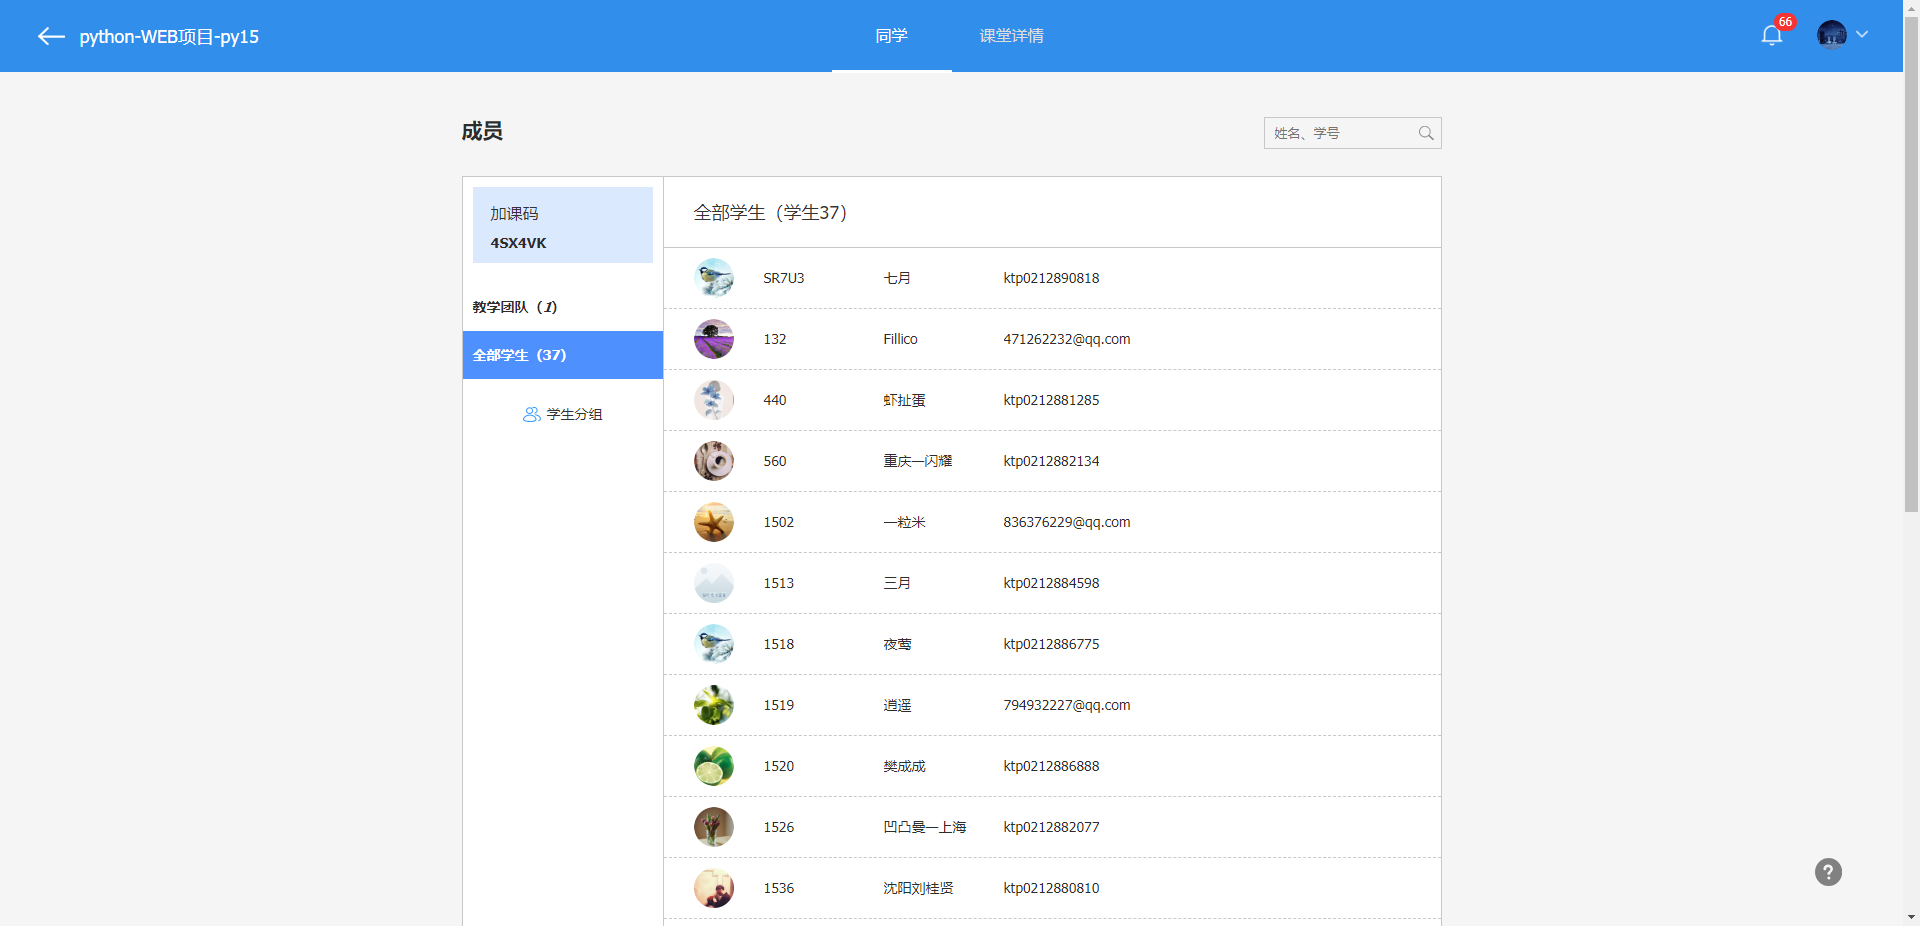 python-WEB项目-py15
同学
课堂详情
66
成员
姓名、学号
加课码
4SX4VK
教学团队（1）
全部学生（37）
学生分组
全部学生（学生37）
SR7U3 七月 ktp0212890818
132 Fillico 471262232@qq.com
440 虾扯蛋 ktp0212881285
560 重庆—闪耀 ktp0212882134
1502 一粒米 836376229@qq.com
1513 三月 ktp0212884598
1518 夜莺 ktp0212886775
1519 逍遥 794932227@qq.com
1520 樊成成 ktp0212886888
1526 凹凸曼—上海 ktp0212882077
1536 沈阳刘桂贤 ktp0212880810
?